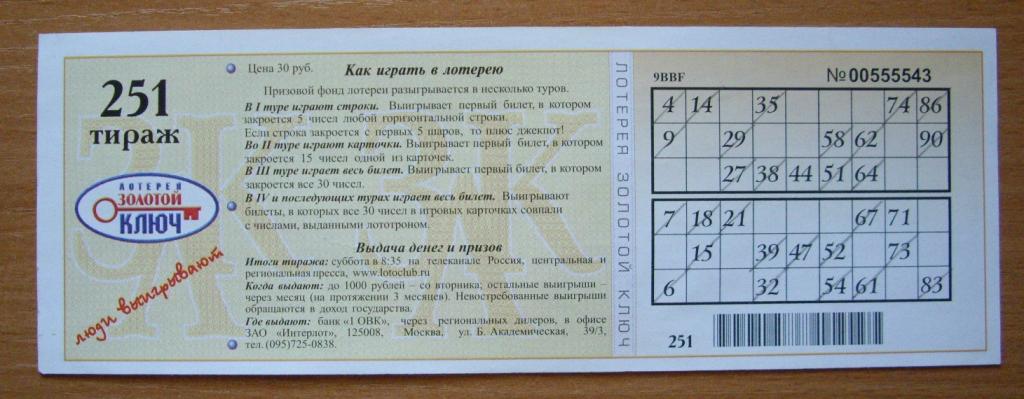 251
тираж
ЛОТЕРЕЯ
ЗОЛОТОЙ
КЛЮЧ
люди выигрывают
Цена 30 руб. Как играть в лотерею
Призовой фонд лотереи разыгрывается в несколько туров.
В I туре играют строки. Выигрывает первый билет, в котором
закроется 5 чисел любой горизонтальной строки.
Если строка закроется с первых 5 шаров, то плюс джекпот!
Во II туре играют карточки. Выигрывает первый билет, в котором
закроется 15 чисел одной из карточек.
В III туре играет весь билет. Выигрывает первый билет, в котором
закроется все 30 чисел.
В IV и последующих турах играет весь билет. Выигрывают
билеты, в которых все 30 чисел в игровых карточках совпали
с числами, выданными лототроном.
Выдача денег и призов
Итоги тиража: суббота в 8:35 на телеканале Россия, центральная и
региональная пресса, www.lotoclub.ru
Когда выдают: до 1000 рублей – со вторника; остальные выигрыши –
через месяц (на протяжении 3 месяцев). Невостребованные выигрыши
обращаются в доход государства.
Где выдают: банк «1 ОВК», через региональных дилеров, в офисе
ЗАО «Интерлот», 125008, Москва, ул. Б. Академическая, 39/3,
тел. (095)725-0838.
ЛОТЕРЕЯ ЗОЛОТОЙ КЛЮЧ
9BBF №00555543
4 14 35 74 86
9 29 58 62 90
27 38 44 51 64
7 18 21 67 71
15 39 47 52 73
6 32 54 61 83
251